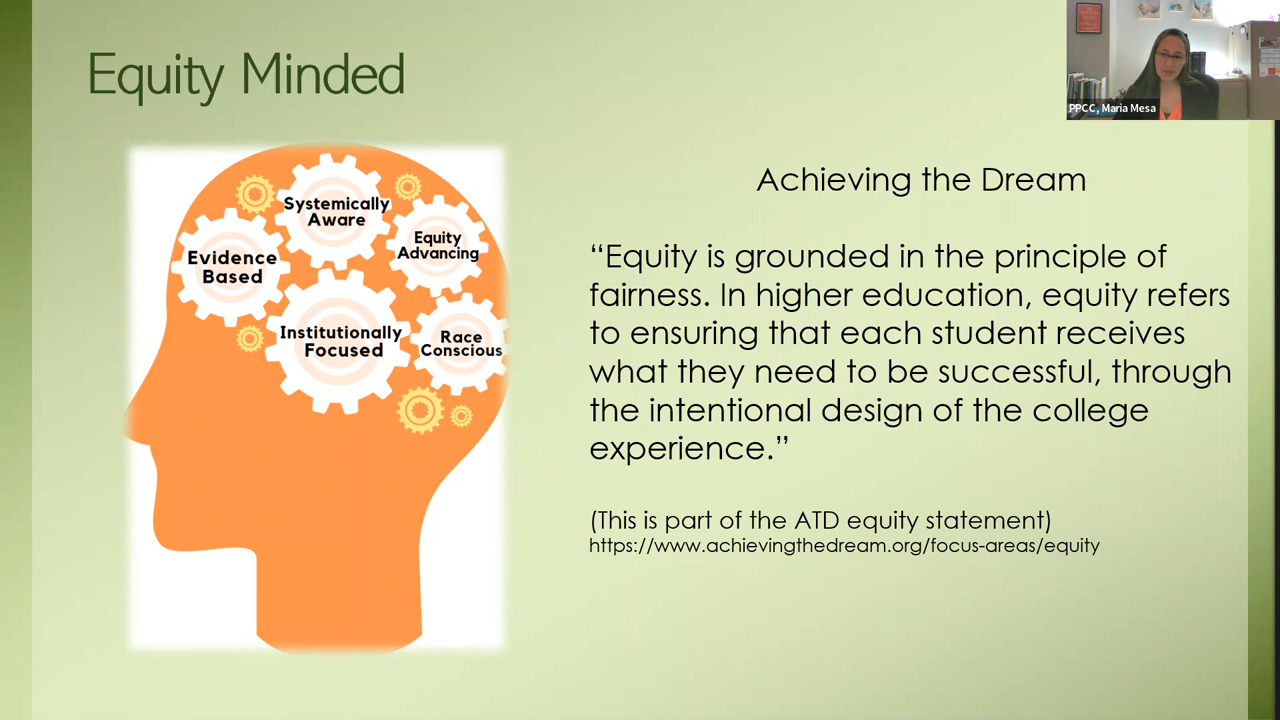 Equity Minded
PPCC, Maria Mesa
Systemically
Aware
Equity
Advancing
Evidence
Based
Institutionally
Focused
Race
Conscious
Achieving the Dream
“Equity is grounded in the principle of
fairness. In higher education, equity refers
to ensuring that each student receives
what they need to be successful, through
the intentional design of the college
experience.”
(This is part of the ATD equity statement)
https://www.achievingthedream.org/focus-areas/equity